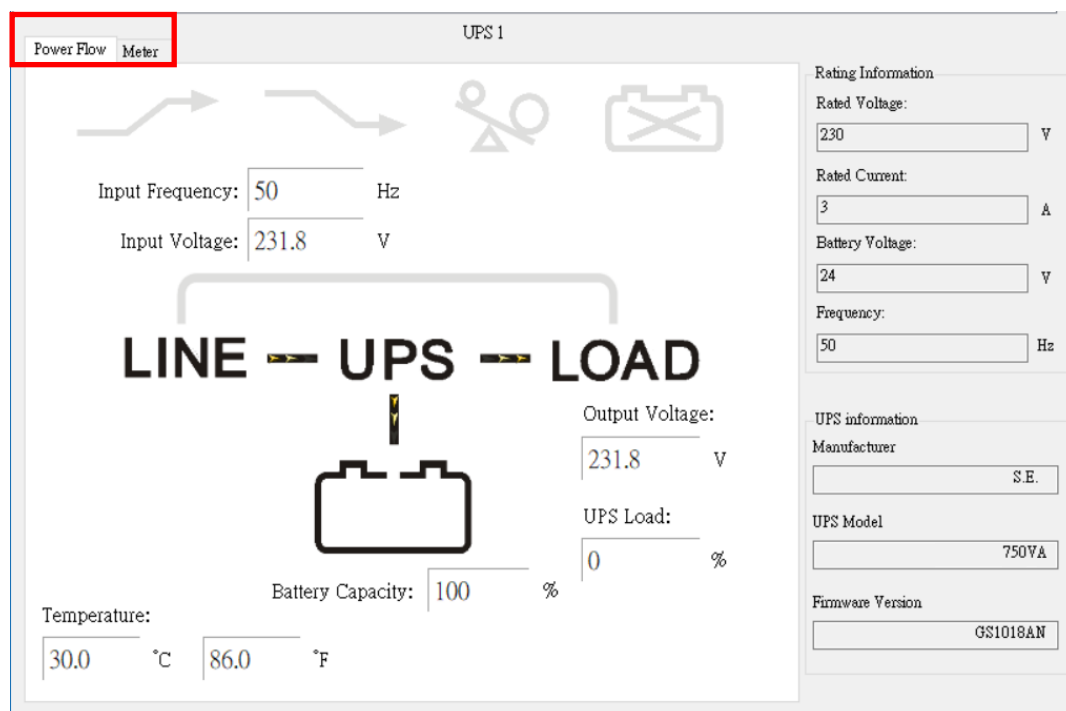 UPS 1
Power Flow Meter
Input Frequency: 50 Hz
Input Voltage: 231.8 V
LINE UPS LOAD
Output Voltage:
231.8 V
UPS Load:
0 %
Battery Capacity: 100 %
Temperature:
30.0 °C 86.0 °F
Rating Information
Rated Voltage:
230 V
Rated Current:
3 A
Battery Voltage:
24 V
Frequency:
50 Hz
UPS information
Manufacturer
S.E.
UPS Model
750VA
Firmware Version
GS1018AN